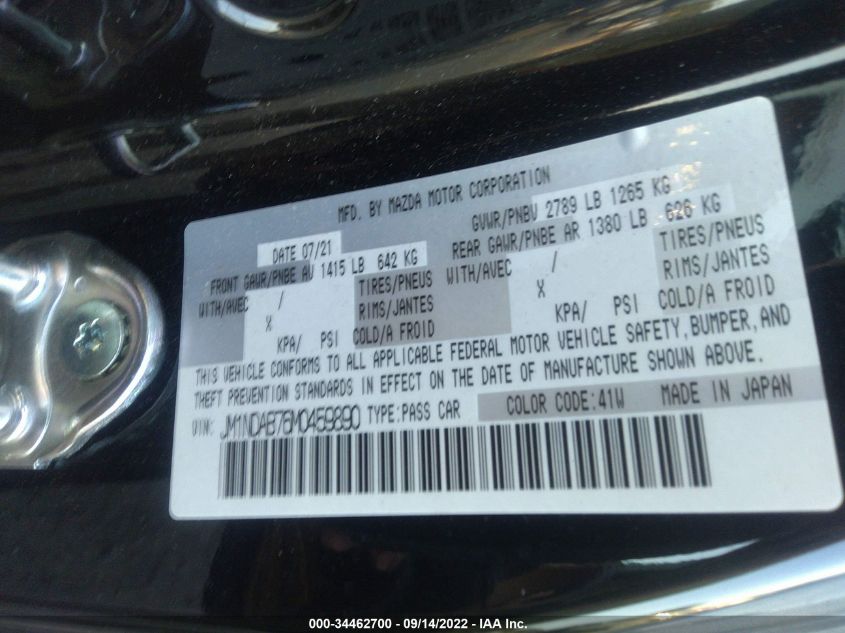 MFD. BY MAZDA MOTOR CORPORATION
DATE 07/21 GVWR/PNBV 2789 LB 1265 KG
FRONT GAWR/PNBE AV 1415 LB 642 KG REAR GAWR/PNBE AR 1380 LB 626 KG
WITH/AVEC / TIRES/PNEUS WITH/AVEC / TIRES/PNEUS
X RIMS/JANTES X RIMS/JANTES
KPA/ PSI COLD/A FROID KPA/ PSI COLD/A FROID
THIS VEHICLE CONFORMS TO ALL APPLICABLE FEDERAL MOTOR VEHICLE SAFETY, BUMPER, AND
THEFT PREVENTION STANDARDS IN EFFECT ON THE DATE OF MANUFACTURE SHOWN ABOVE.
VIN: JM1NDAB76M0459890 TYPE:PASS CAR COLOR CODE:41W MADE IN JAPAN
000-34462700 - 09/14/2022 - IAA Inc.